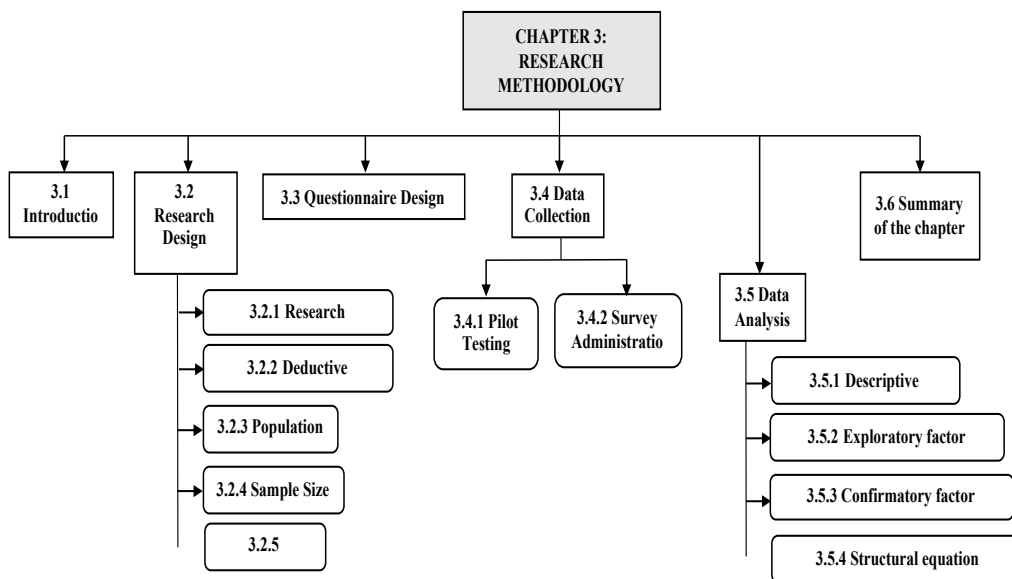 CHAPTER 3:
RESEARCH
METHODOLOGY
3.1
Introductio
3.2
Research
Design
3.3 Questionnaire Design
3.4 Data
Collection
3.6 Summary
of the chapter
3.2.1 Research
3.2.2 Deductive
3.2.3 Population
3.2.4 Sample Size
3.2.5
3.4.1 Pilot
Testing
3.4.2 Survey
Administratio
3.5 Data
Analysis
3.5.1 Descriptive
3.5.2 Exploratory factor
3.5.3 Confirmatory factor
3.5.4 Structural equation